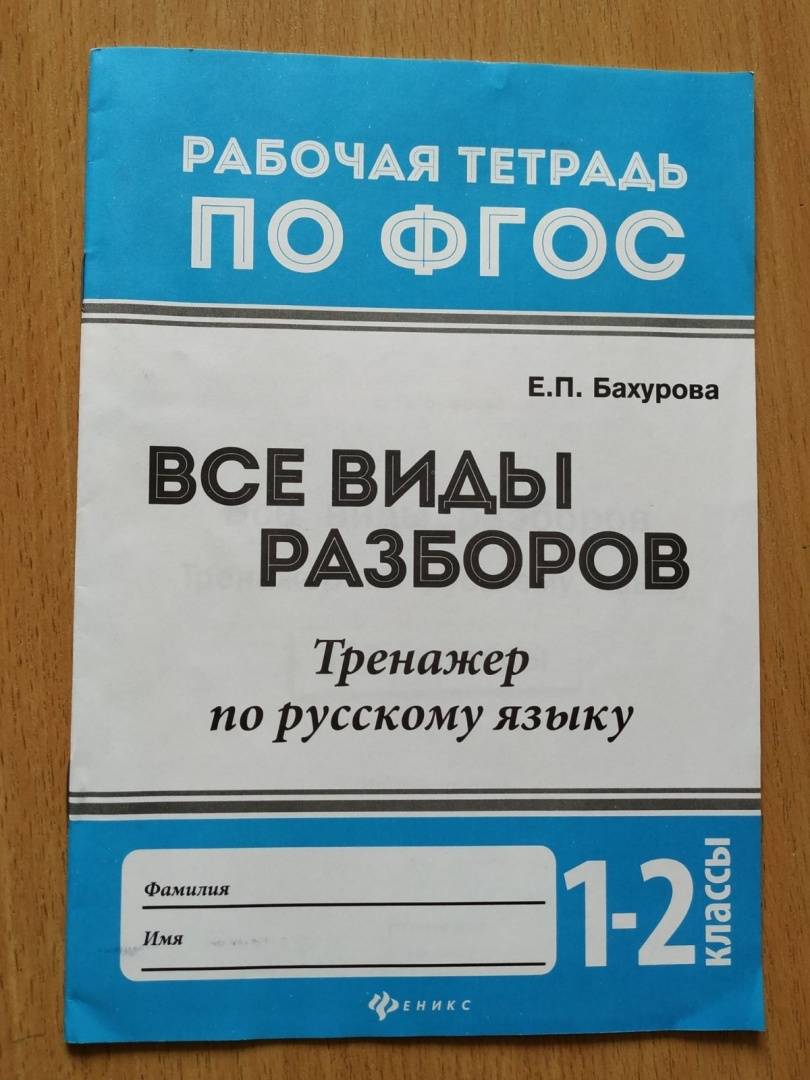 РАБОЧАЯ ТЕТРАДЬ
ПО ФГОС
Е.П. Бахурова
ВСЕ ВИДЫ
РАЗБОРОВ
Тренажер
по русскому языку
Фамилия
Имя
1-2
классы
ФЕНИКС